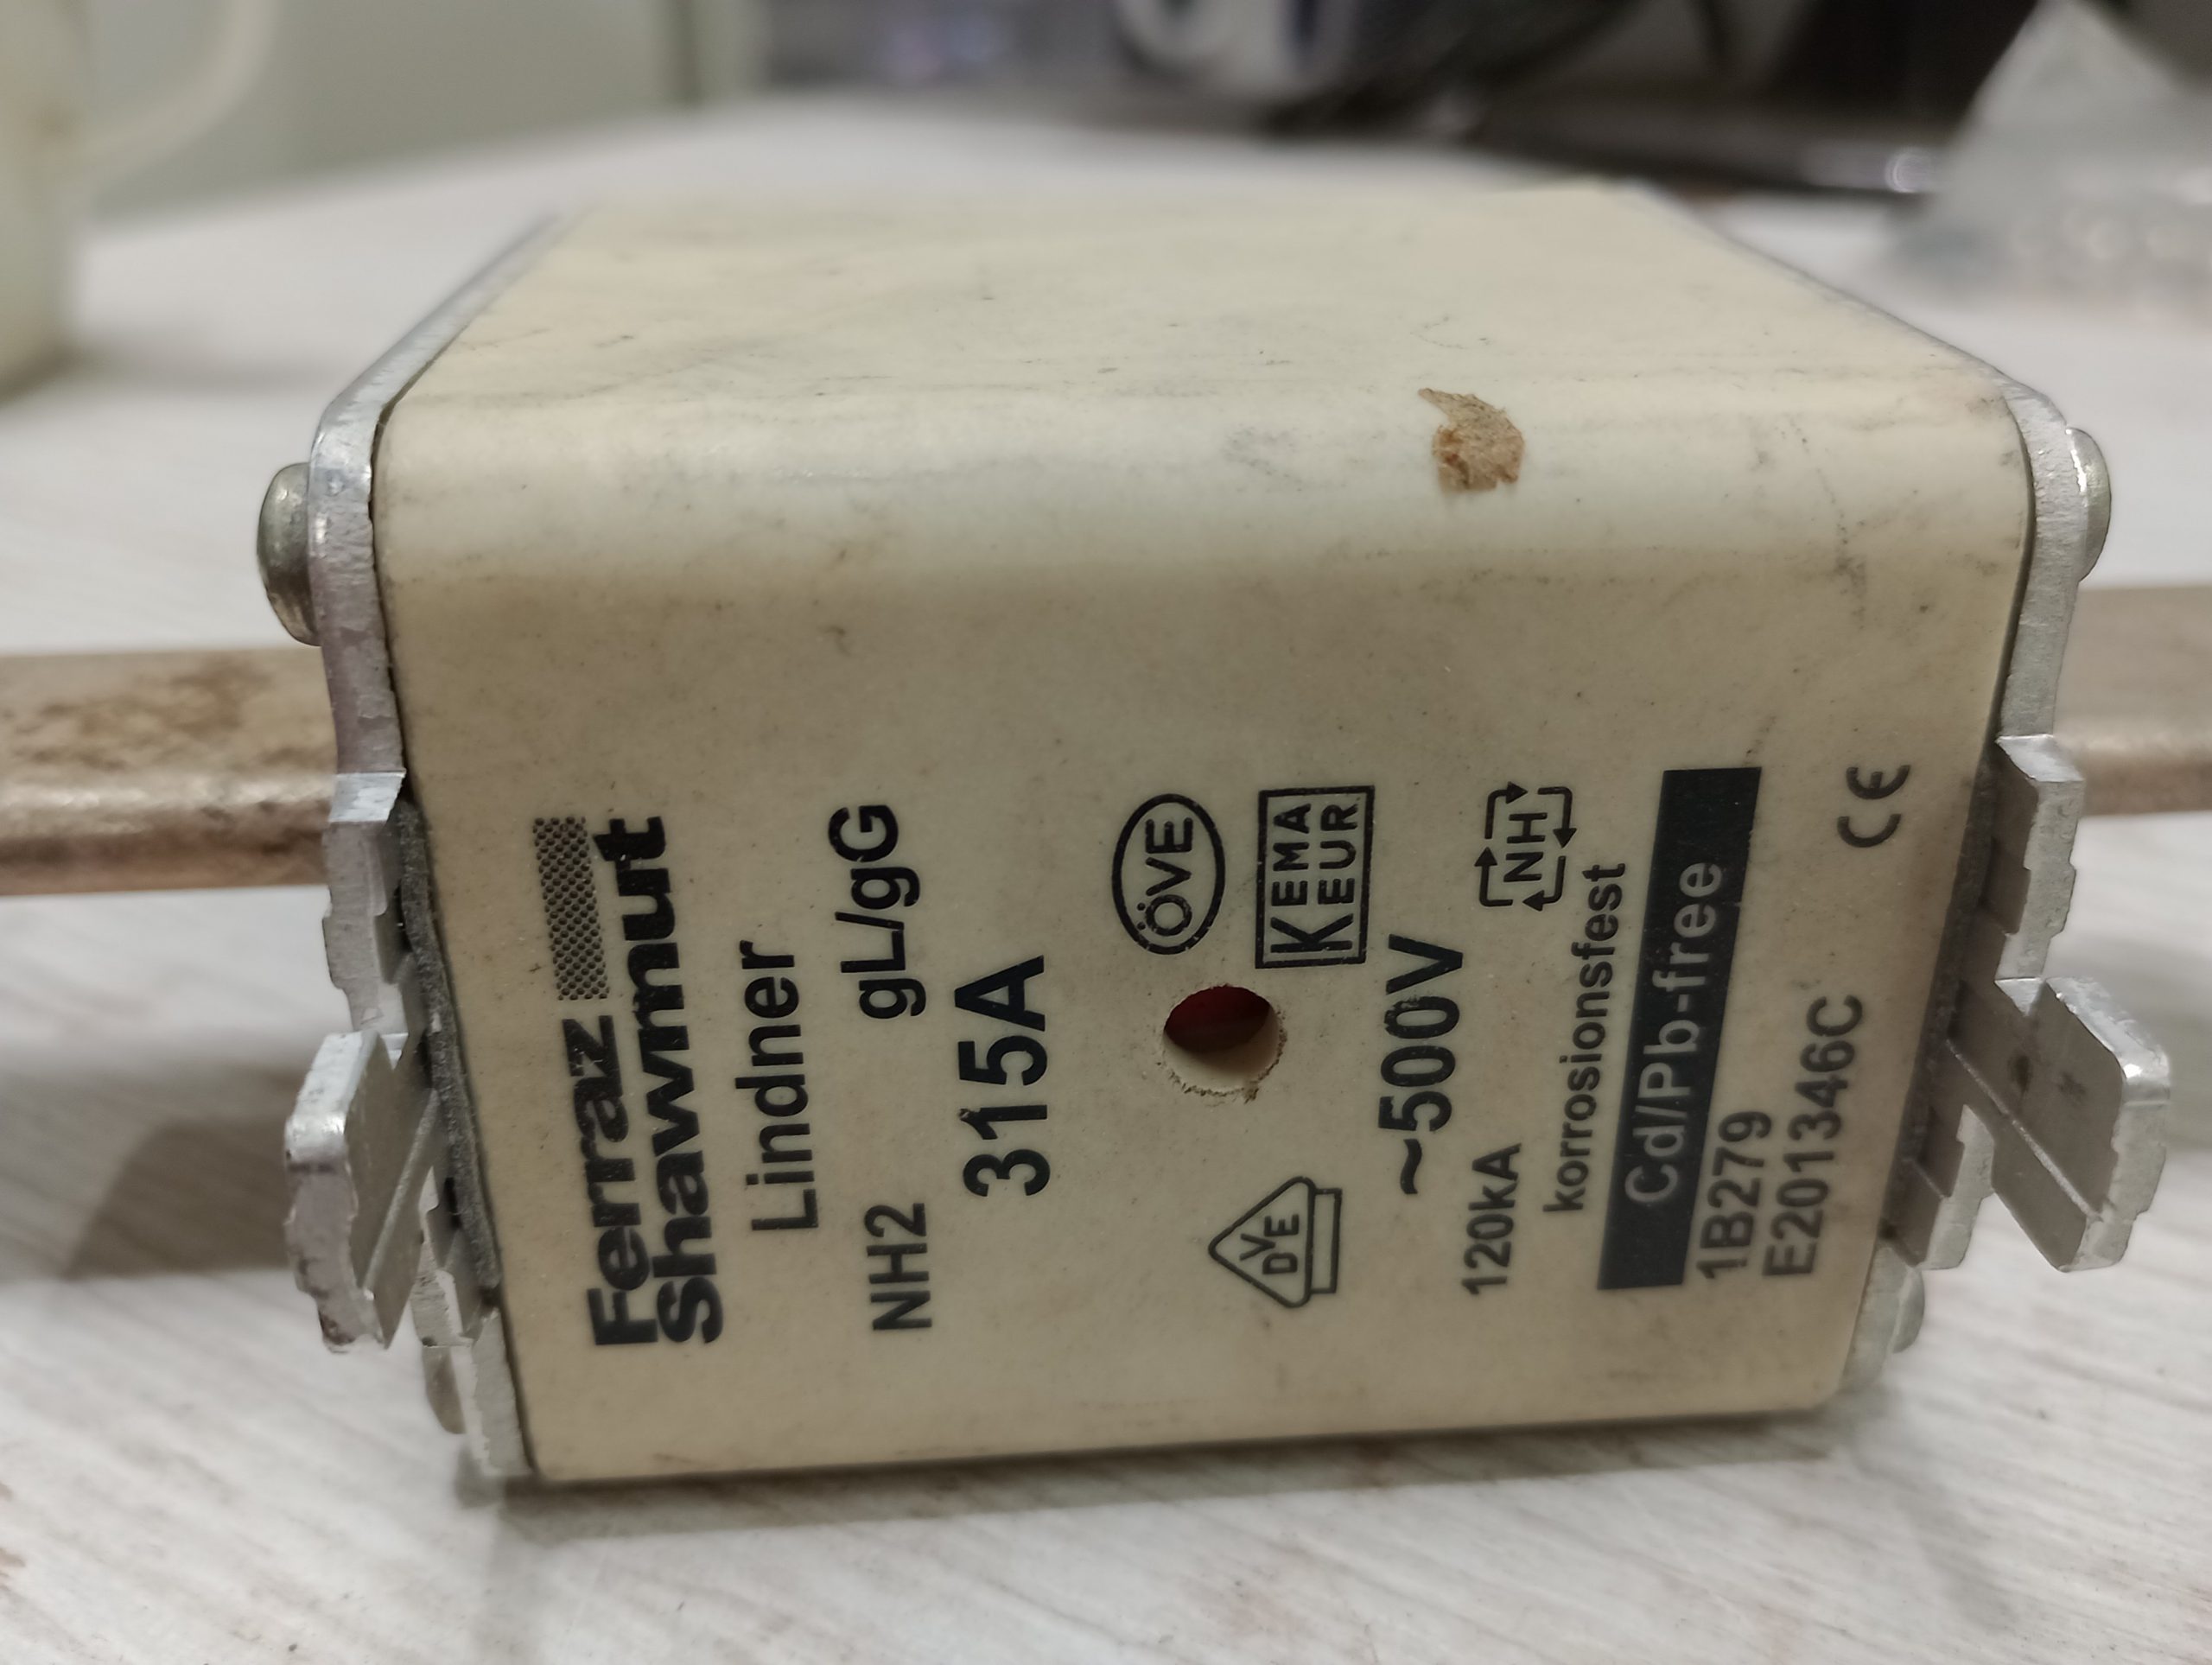 Ferraz
Shawmut
Lindner
NH2 gL/gG
315A
ÖVE
KEMA
KEUR
VDE
~500V
120kA
NH
korrosionsfest
Cd/Pb-free
1B279
E201346C
CE